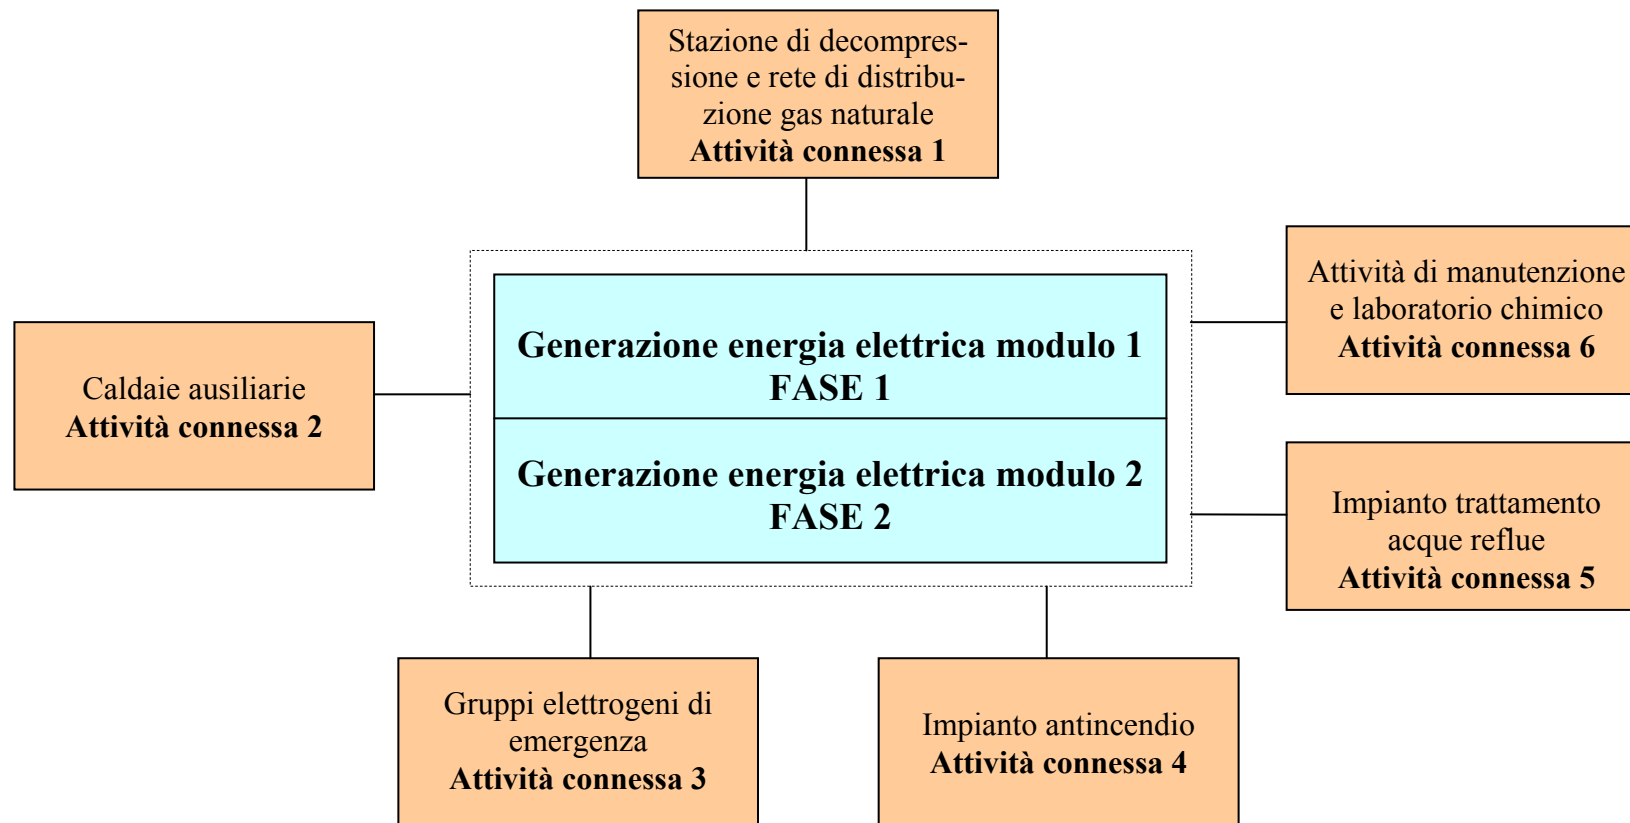 Stazione di decompres-
sione e rete di distribu-
zione gas naturale
Attività connessa 1
Attività di manutenzione
e laboratorio chimico
Attività connessa 6
Generazione energia elettrica modulo 1
FASE 1
Caldaie ausiliarie
Attività connessa 2
Generazione energia elettrica modulo 2
FASE 2
Impianto trattamento
acque reflue
Attività connessa 5
Gruppi elettrogeni di
emergenza
Attività connessa 3
Impianto antincendio
Attività connessa 4